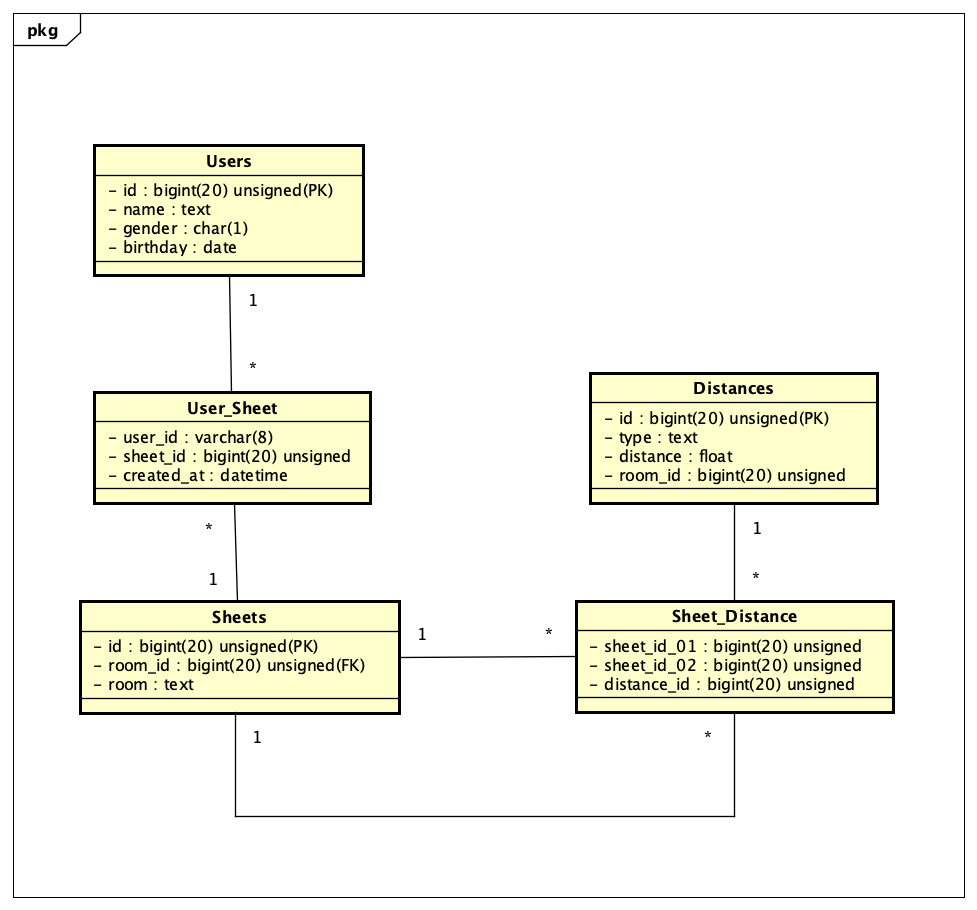 pkg
Users
- id : bigint(20) unsigned(PK)
- name : text
- gender : char(1)
- birthday : date
1
*
User_Sheet
- user_id : varchar(8)
- sheet_id : bigint(20) unsigned
- created_at : datetime
Distances
- id : bigint(20) unsigned(PK)
- type : text
- distance : float
- room_id : bigint(20) unsigned
*
1
1
*
Sheets
- id : bigint(20) unsigned(PK)
- room_id : bigint(20) unsigned(FK)
- room : text
1
*
Sheet_Distance
- sheet_id_01 : bigint(20) unsigned
- sheet_id_02 : bigint(20) unsigned
- distance_id : bigint(20) unsigned
1
*